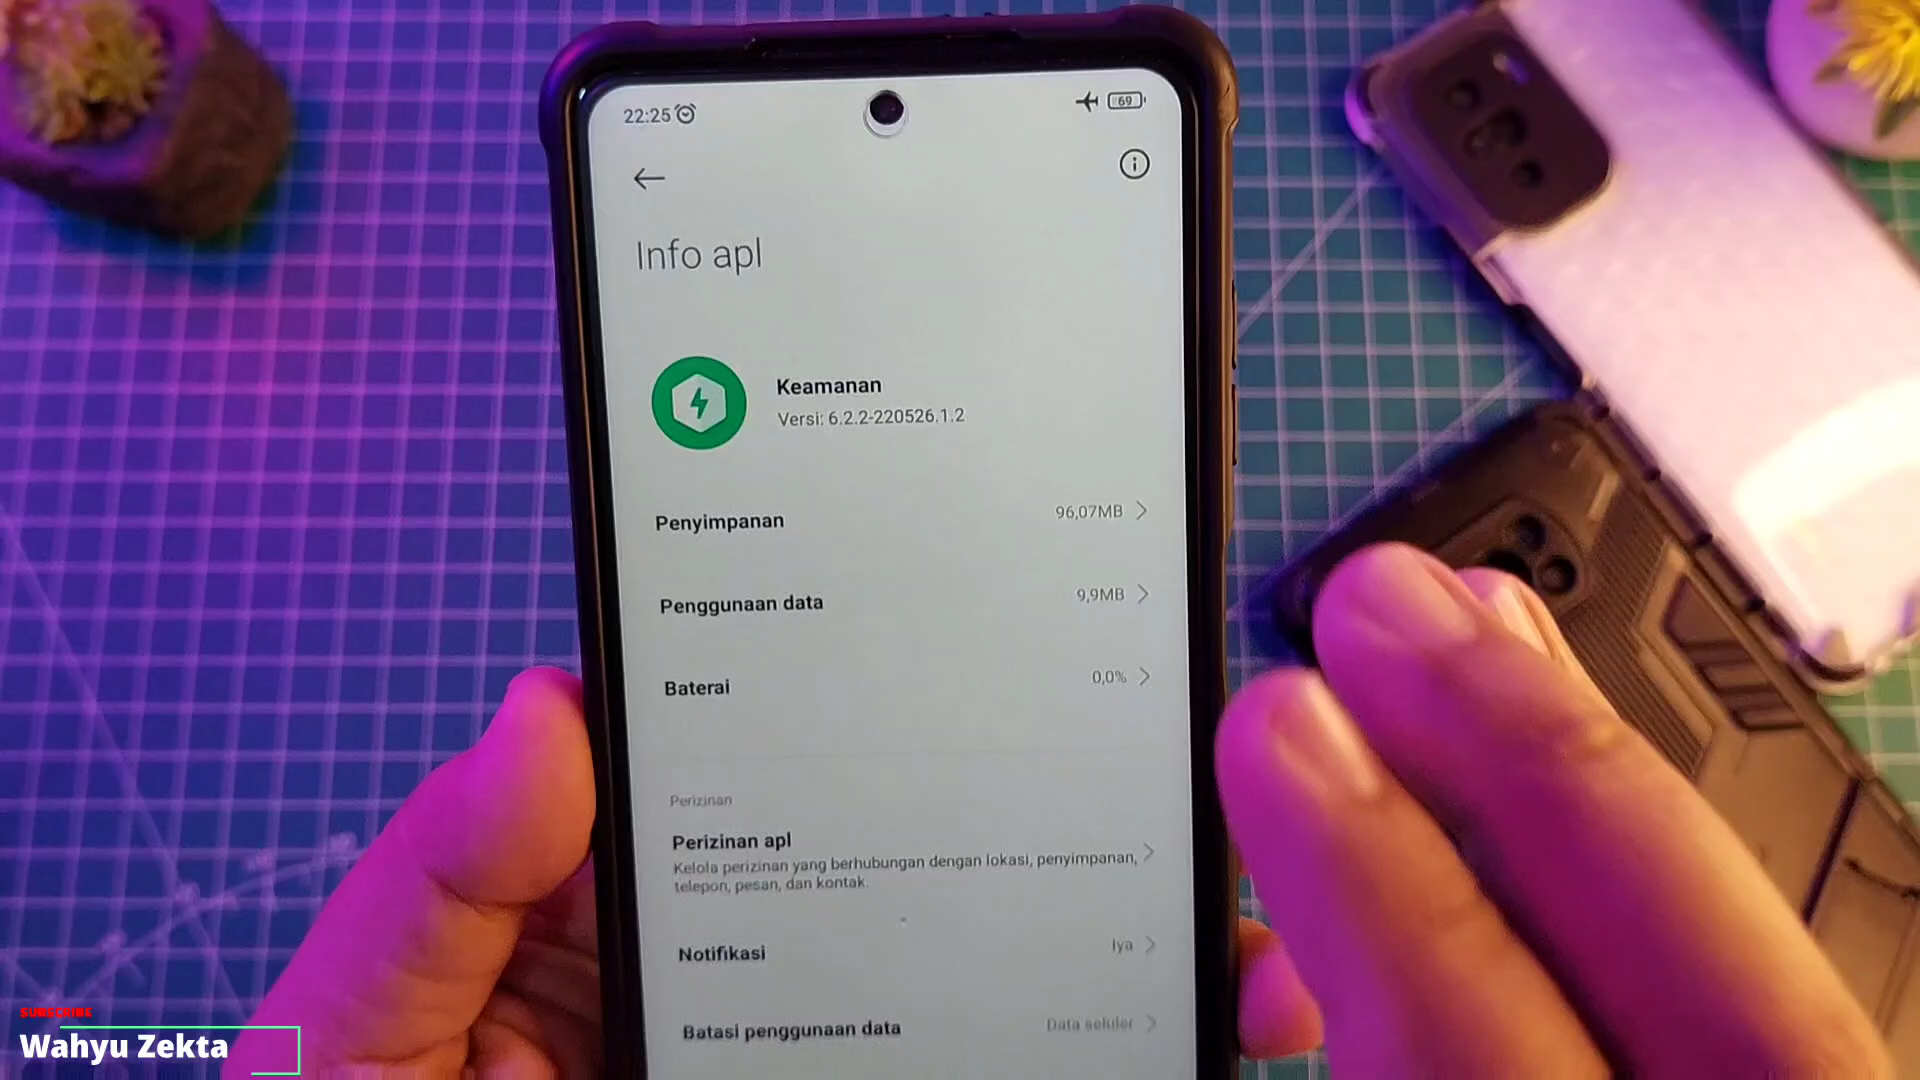 22:25
69
Info apl
Keamanan
Versi: 6.2.2-220526.1.2
Penyimpanan
96,07MB
Penggunaan data
9,9MB
Baterai
0,0%
Perizinan
Perizinan apl
Kelola perizinan yang berhubungan dengan lokasi, penyimpanan,
telepon, pesan, dan kontak.
Notifikasi
Iya
Batasi penggunaan data
Data seluler
SUBSCRIBE
Wahyu Zekta